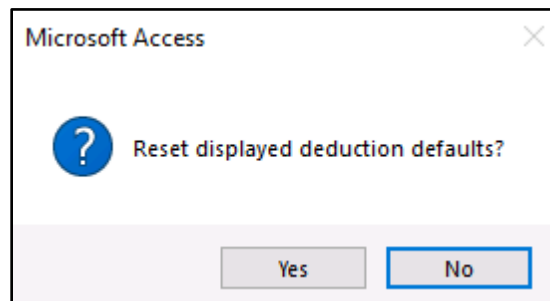 Microsoft Access
Reset displayed deduction defaults?
Yes No